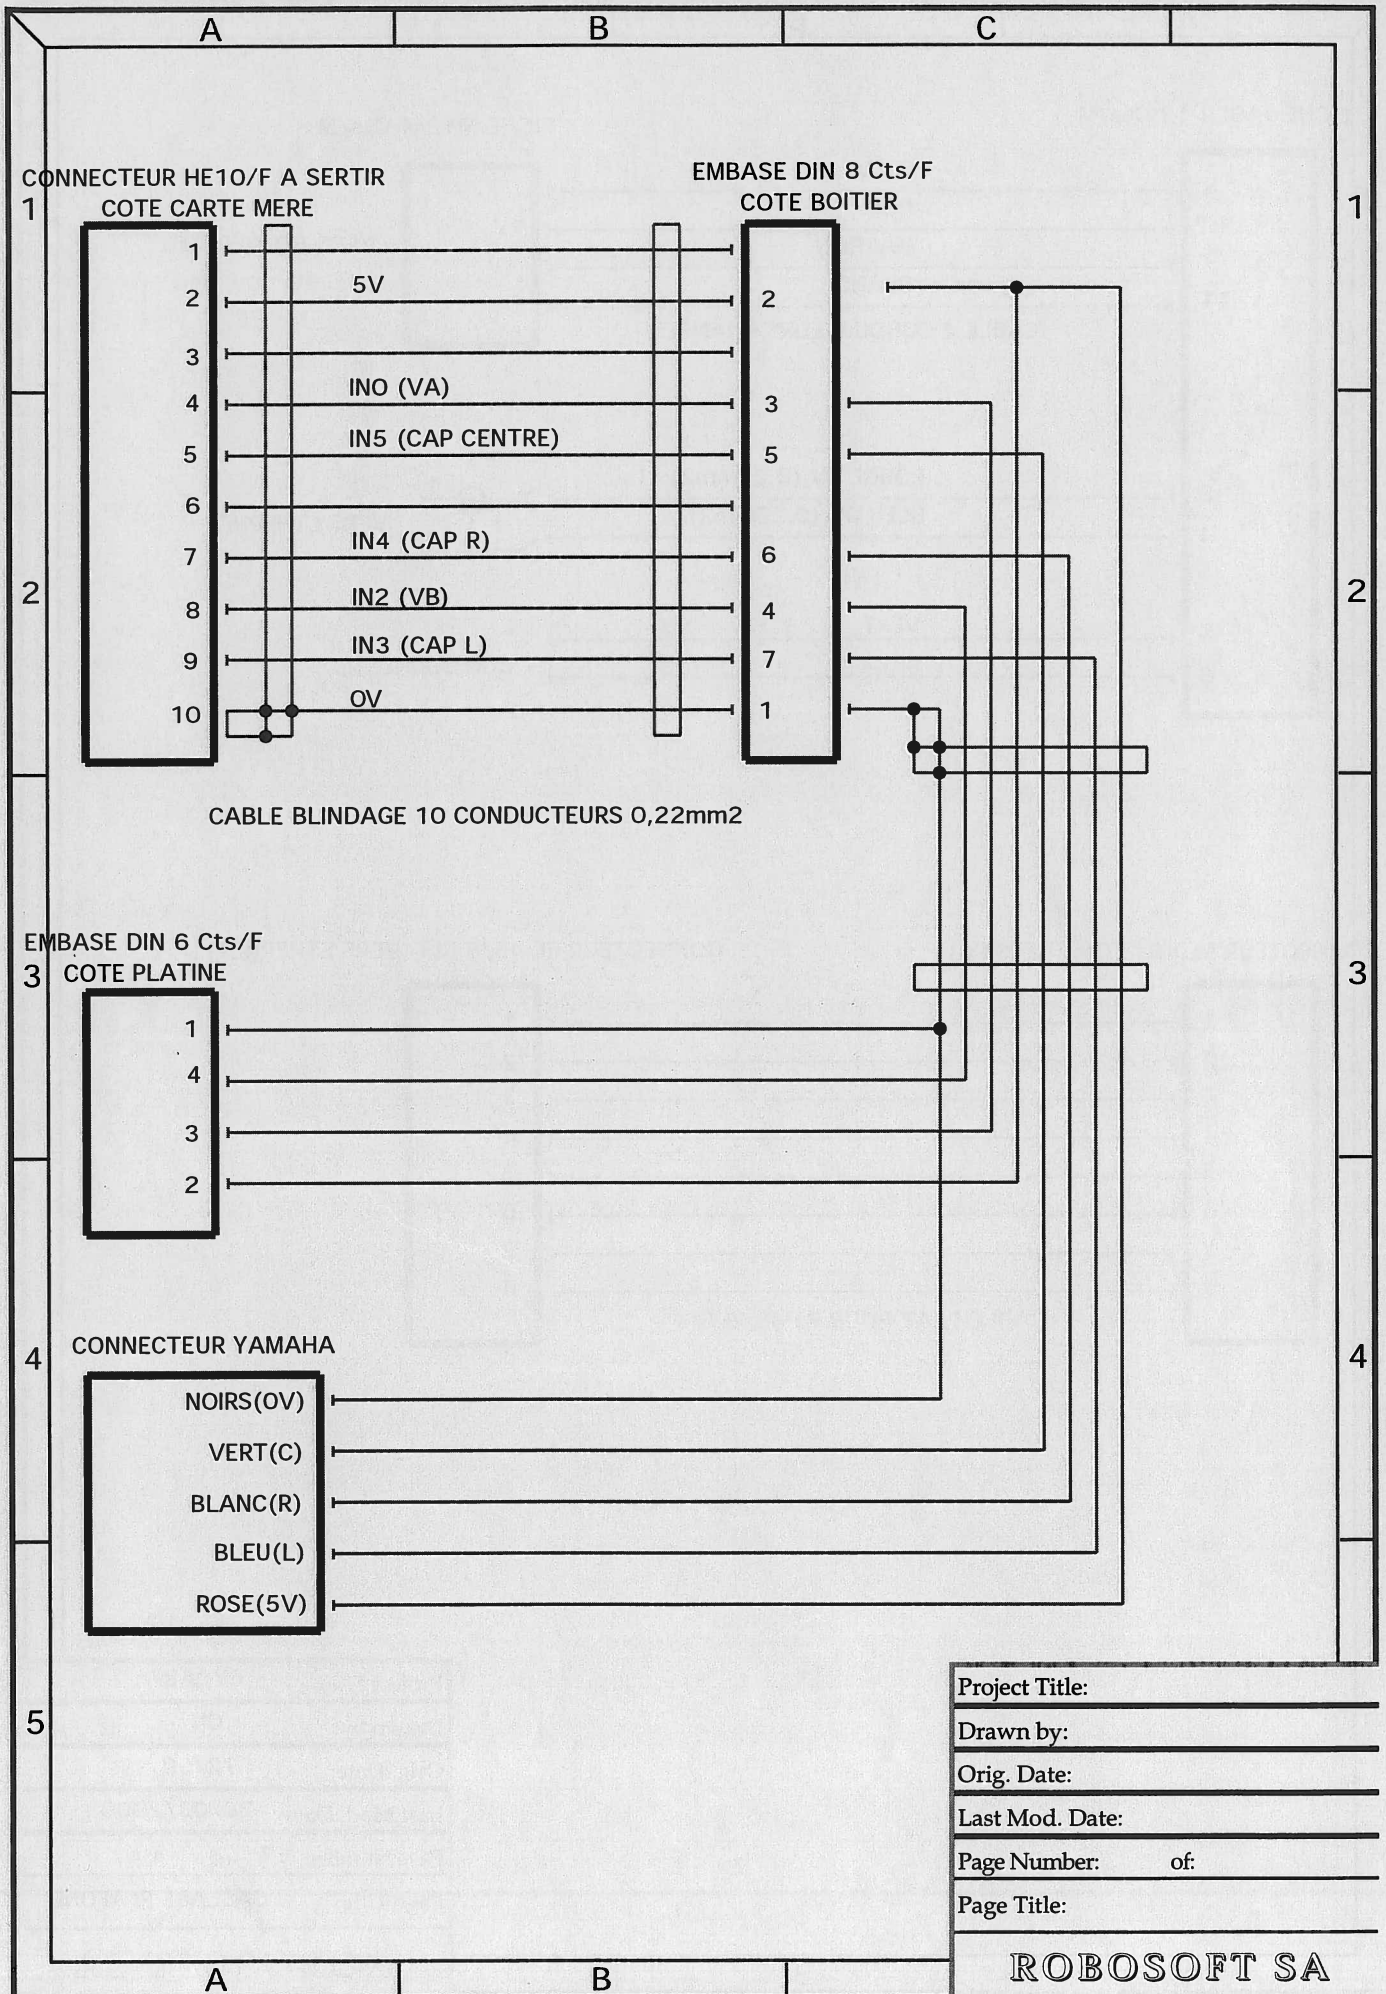 A B C
CONNECTEUR HE10/F A SERTIR
COTE CARTE MERE
EMBASE DIN 8 Cts/F
COTE BOITIER
1 1
1
2 5V 2
3
4 IN0 (VA) 3
5 IN5 (CAP CENTRE) 5
6
7 IN4 (CAP R) 6
2 2
8 IN2 (VB) 4
9 IN3 (CAP L) 7
10 0V 1
CABLE BLINDAGE 10 CONDUCTEURS 0,22mm2
EMBASE DIN 6 Cts/F
COTE PLATINE
3 3
1
4
3
2
CONNECTEUR YAMAHA
4 4
NOIRS(0V)
VERT(C)
BLANC(R)
BLEU(L)
ROSE(5V)
5
Project Title:
Drawn by:
Orig. Date:
Last Mod. Date:
Page Number: of:
Page Title:
ROBOSOFT SA
A B